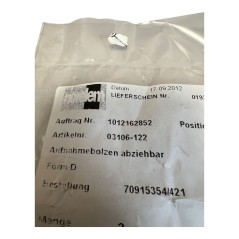 Datum 17.09.2012
LIEFERSCHEIN Nr.
Auftrag Nr. 1012162852 Positi
Artikelnr. 03106-122
Aufnahmebolzen abziehbar
Form D
Bestellung 70915354/421
Menge